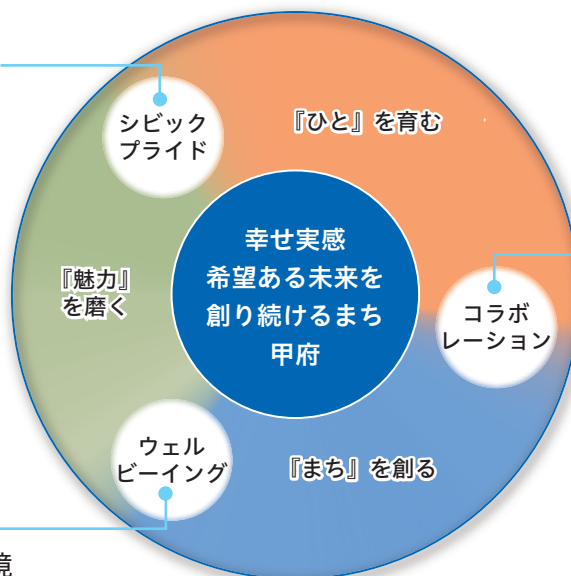 シビック
プライド
『ひと』を育む
『魅力』
を磨く
幸せ実感
希望ある未来を
創り続けるまち
甲府
コラボ
レーション
ウェル
ビーイング
『まち』を創る
境